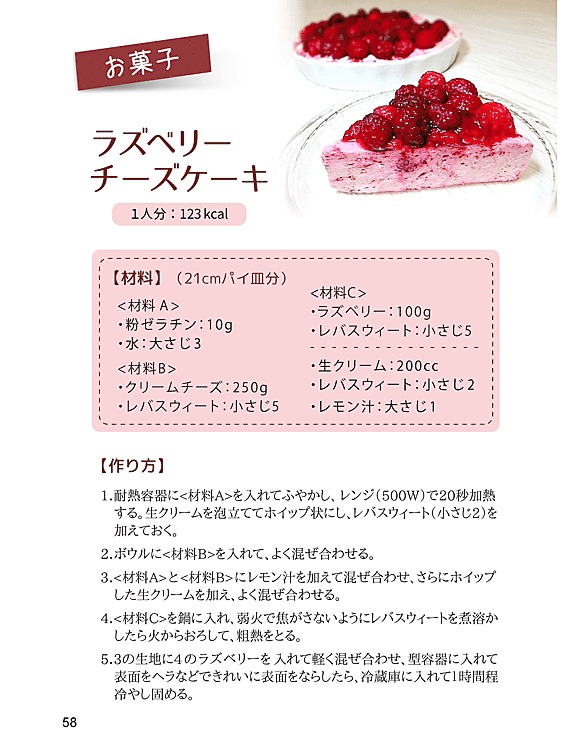 お菓子
ラズベリー
チーズケーキ
1人分：123kcal
【材料】（21cmパイ皿分）
<材料A>
・粉ゼラチン：10g
・水：大さじ3
<材料B>
・クリームチーズ：250g
・レバスウィート：小さじ5
<材料C>
・ラズベリー：100g
・レバスウィート：小さじ5
・生クリーム：200cc
・レバスウィート：小さじ2
・レモン汁：大さじ1
【作り方】
1.耐熱容器に<材料A>を入れてふやかし、レンジ（500W）で20秒加熱
する。生クリームを泡立ててホイップ状にし、レバスウィート（小さじ2）を
加えておく。
2.ボウルに<材料B>を入れて、よく混ぜ合わせる。
3.<材料A>と<材料B>にレモン汁を加えて混ぜ合わせ、さらにホイップ
した生クリームを加え、よく混ぜ合わせる。
4.<材料C>を鍋に入れ、弱火で焦がさないようにレバスウィートを煮溶か
したら火からおろして、粗熱をとる。
5.3の生地に4のラズベリーを入れて軽く混ぜ合わせ、型容器に入れて
表面をヘラなどできれいに表面をならしたら、冷蔵庫に入れて1時間程
冷やし固める。
58